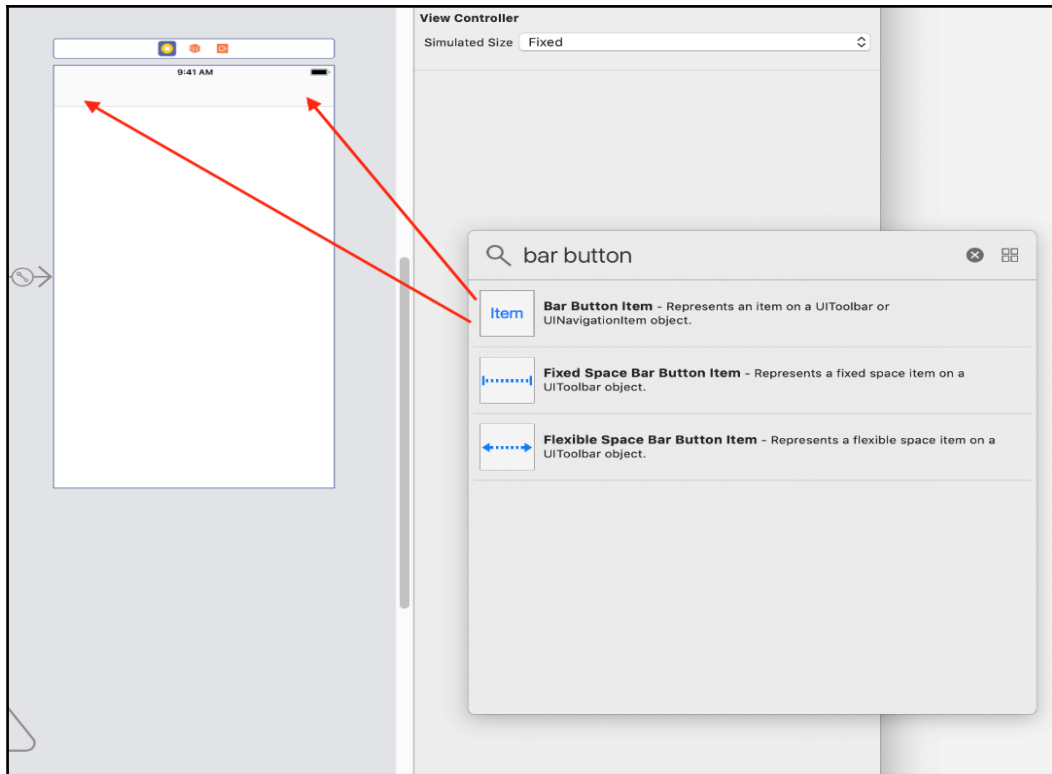 View Controller
Simulated Size Fixed
9:41 AM
bar button
Item
Bar Button Item – Represents an item on a UIToolbar or
UINavigationItem object.
Fixed Space Bar Button Item – Represents a fixed space item on a
UIToolbar object.
Flexible Space Bar Button Item – Represents a flexible space item on a
UIToolbar object.